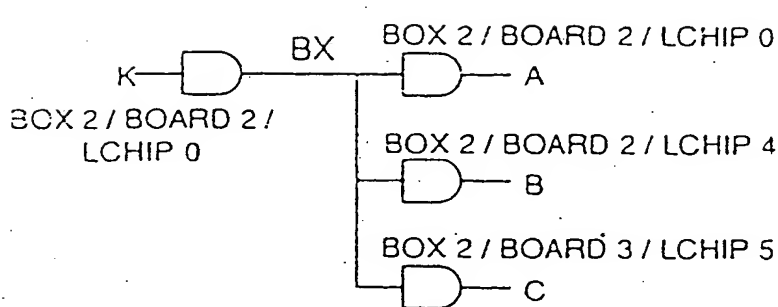 BOX 2 / BOARD 2 / LCHIP 0
BX
K
A
BOX 2 / BOARD 2 /
LCHIP 0
BOX 2 / BOARD 2 / LCHIP 4
B
BOX 2 / BOARD 3 / LCHIP 5
C